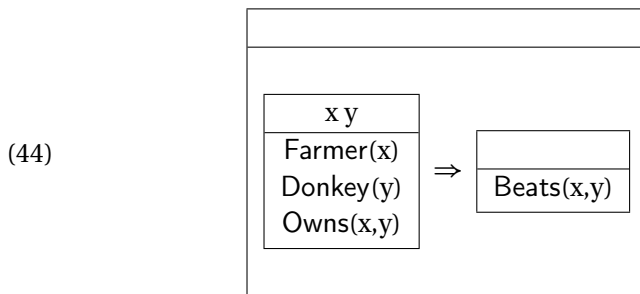 (44)
x y
Farmer(x)
Donkey(y)
Owns(x,y)
⇒
Beats(x,y)